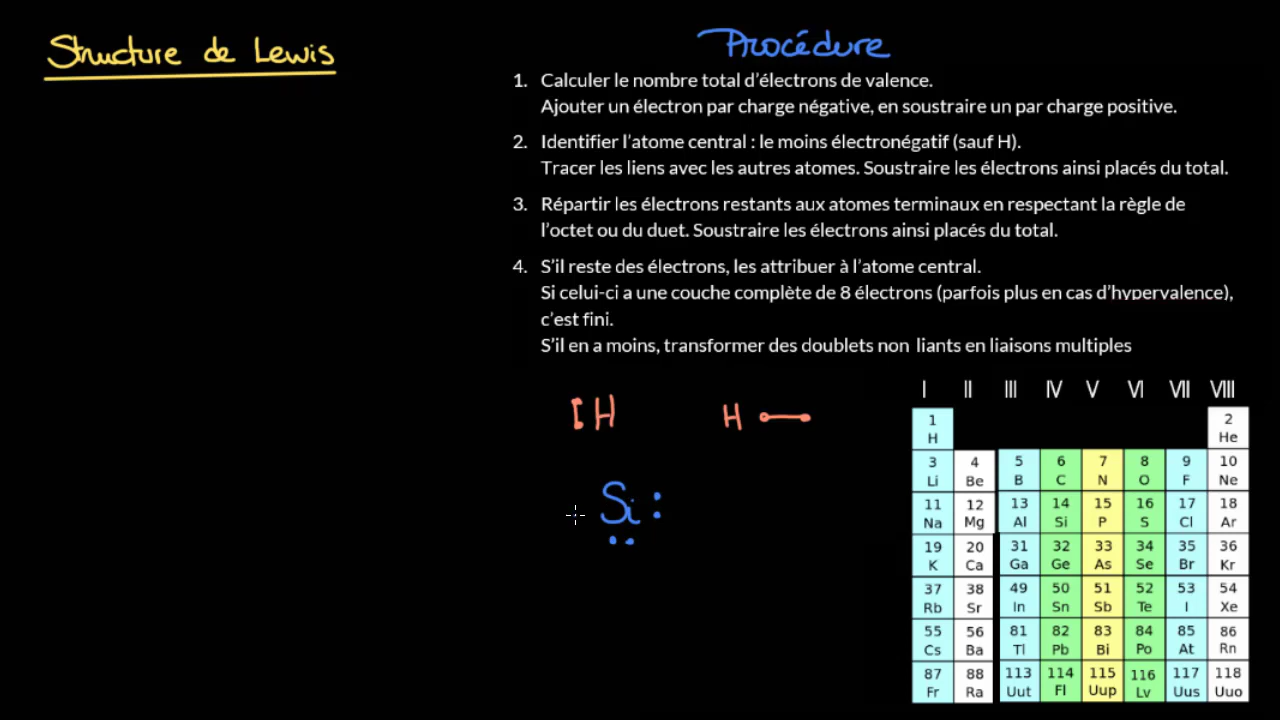 Structure de Lewis
Procédure
1. Calculer le nombre total d’électrons de valence.
Ajouter un électron par charge négative, en soustraire un par charge positive.
2. Identifier l’atome central : le moins électronégatif (sauf H).
Tracer les liens avec les autres atomes. Soustraire les électrons ainsi placés du total.
3. Répartir les électrons restants aux atomes terminaux en respectant la règle de
l’octet ou du duet. Soustraire les électrons ainsi placés du total.
4. S’il reste des électrons, les attribuer à l’atome central.
Si celui-ci a une couche complète de 8 électrons (parfois plus en cas d’hypervalence),
c’est fini.
S’il en a moins, transformer des doublets non liants en liaisons multiples
H H
Si
I II III IV V VI VII VIII
1 2
H He
3 4 5 6 7 8 9 10
Li Be B C N O F Ne
11 12 13 14 15 16 17 18
Na Mg Al Si P S Cl Ar
19 20 31 32 33 34 35 36
K Ca Ga Ge As Se Br Kr
37 38 49 50 51 52 53 54
Rb Sr In Sn Sb Te I Xe
55 56 81 82 83 84 85 86
Cs Ba Tl Pb Bi Po At Rn
87 88 113 114 115 116 117 118
Fr Ra Uut Fl Uup Lv Uus Uuo